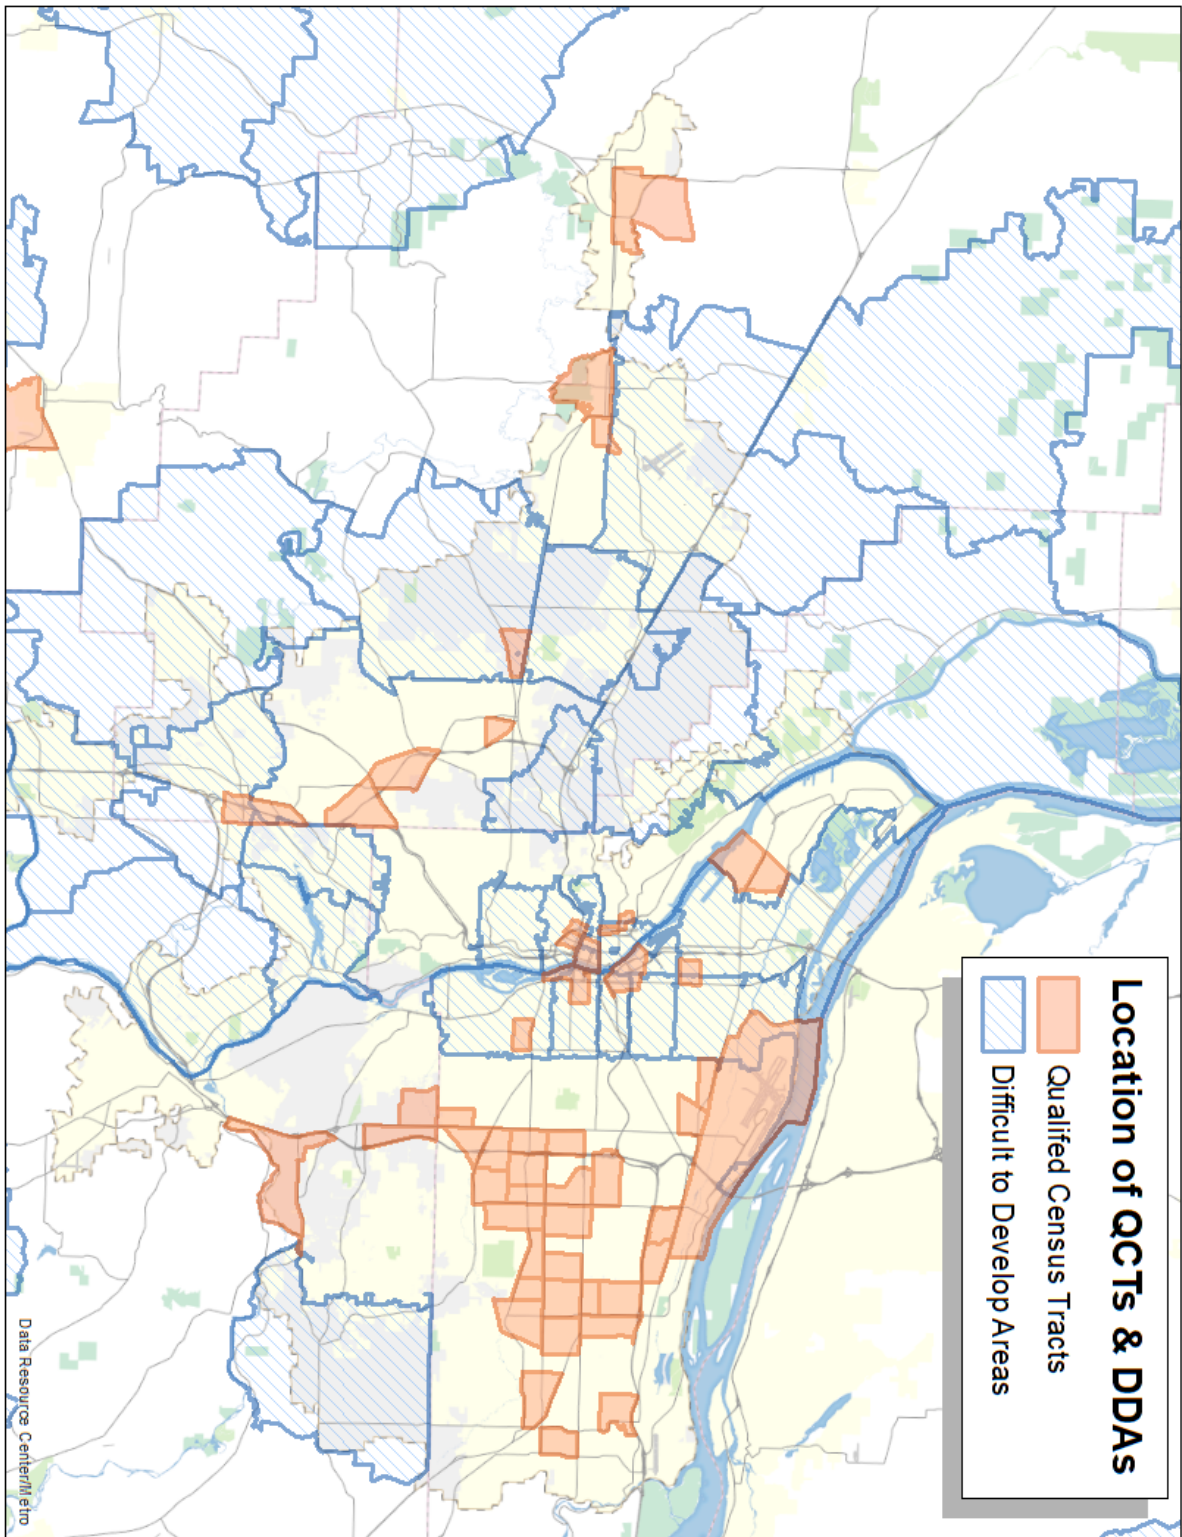 Location of QCTs & DDAs
Qualifed Census Tracts
Difficult to Develop Areas
Data Resource Center/Metro